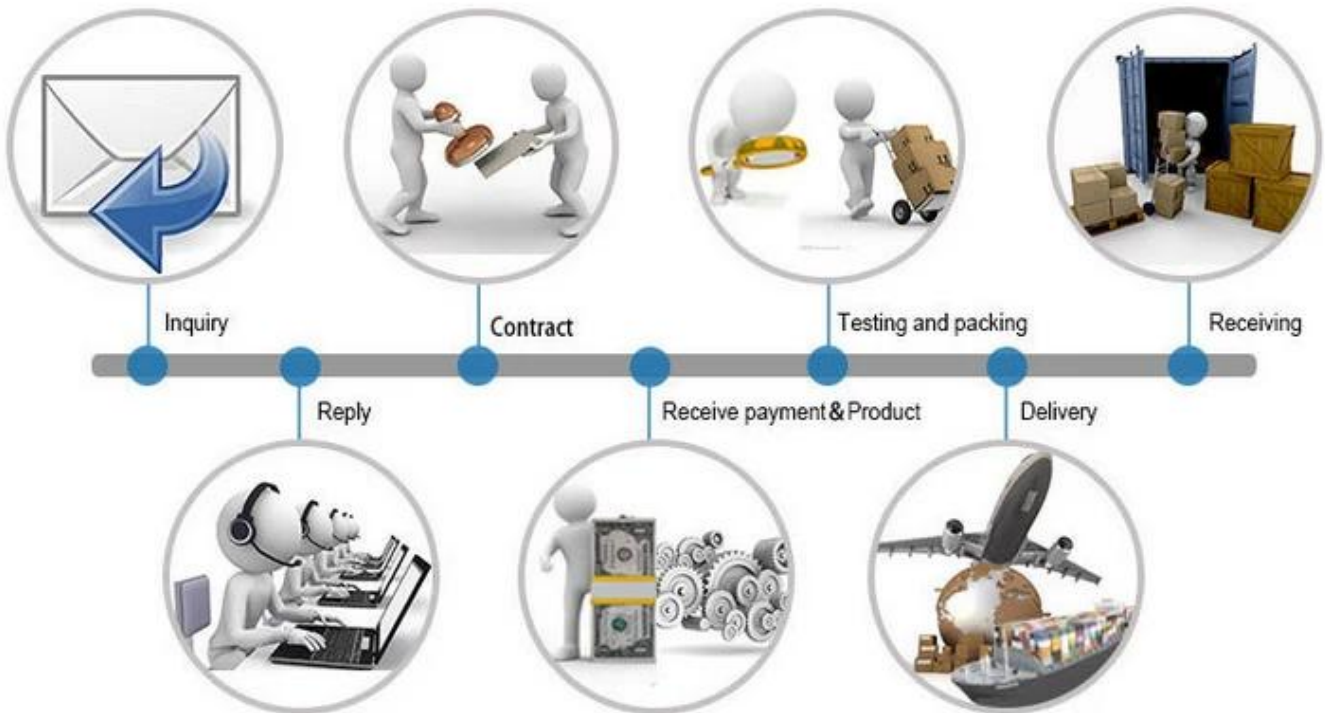 Inquiry
Contract
Testing and packing
Receiving
Reply
Receive payment&Product
Delivery